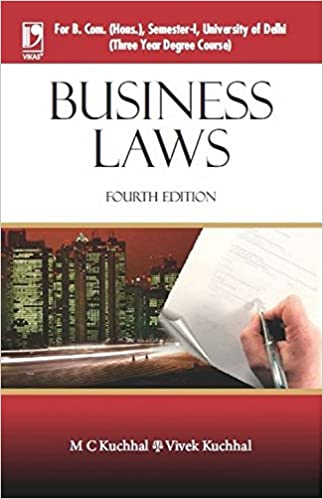 VIKAS®
For B. Com. (Hons.), Semester-I, University of Delhi
(Three Year Degree Course)
BUSINESS
LAWS
FOURTH EDITION
M C Kuchhal Vivek Kuchhal